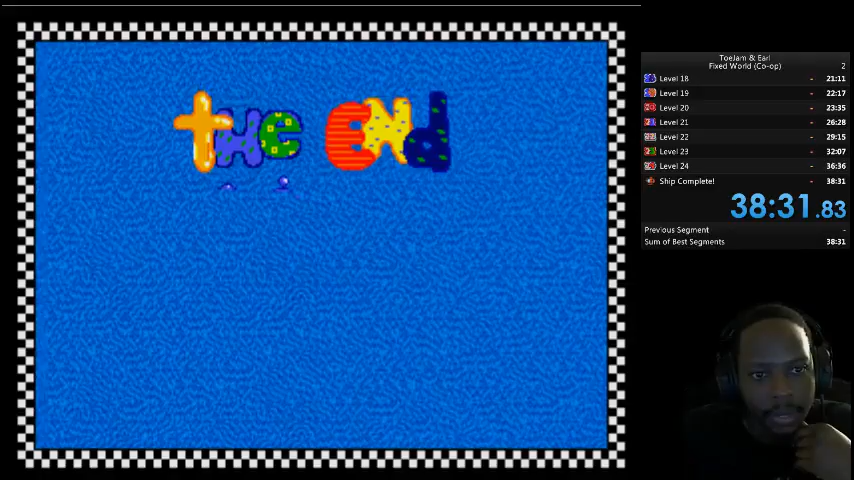 the End
ToeJam & Earl
Fixed World (Co-op) 2
Level 18 - 21:11
Level 19 - 22:17
Level 20 - 23:35
Level 21 - 26:28
Level 22 - 29:15
Level 23 - 32:07
Level 24 - 36:36
Ship Complete! - 38:31
38:31.83
Previous Segment -
Sum of Best Segments 38:31